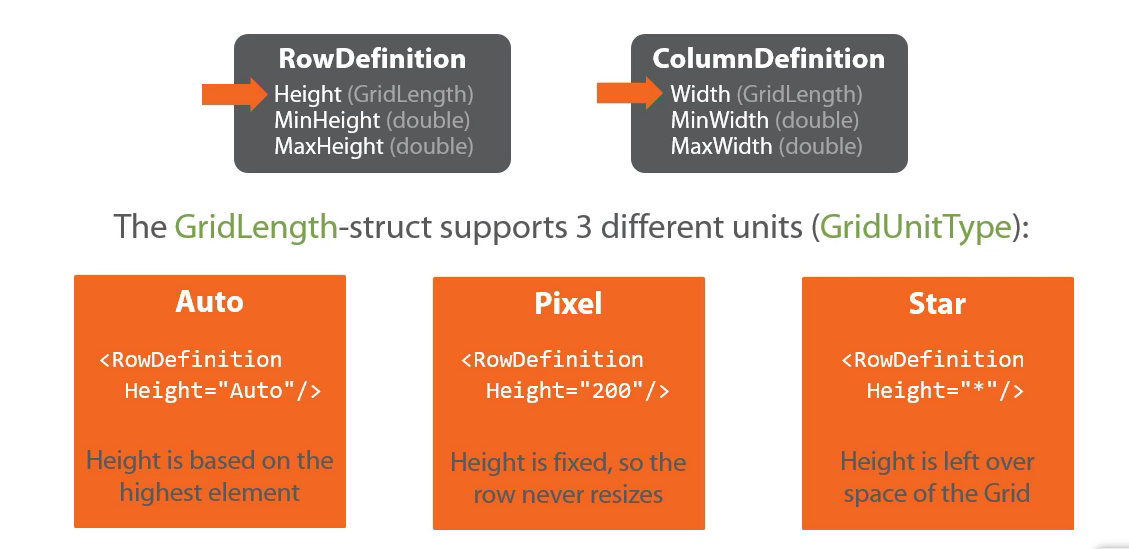 RowDefinition
Height (GridLength)
MinHeight (double)
MaxHeight (double)
ColumnDefinition
Width (GridLength)
MinWidth (double)
MaxWidth (double)
The GridLength-struct supports 3 different units (GridUnitType):
Auto
<RowDefinition
Height="Auto"/>
Height is based on the
highest element
Pixel
<RowDefinition
Height="200"/>
Height is fixed, so the
row never resizes
Star
<RowDefinition
Height="*"/>
Height is left over
space of the Grid